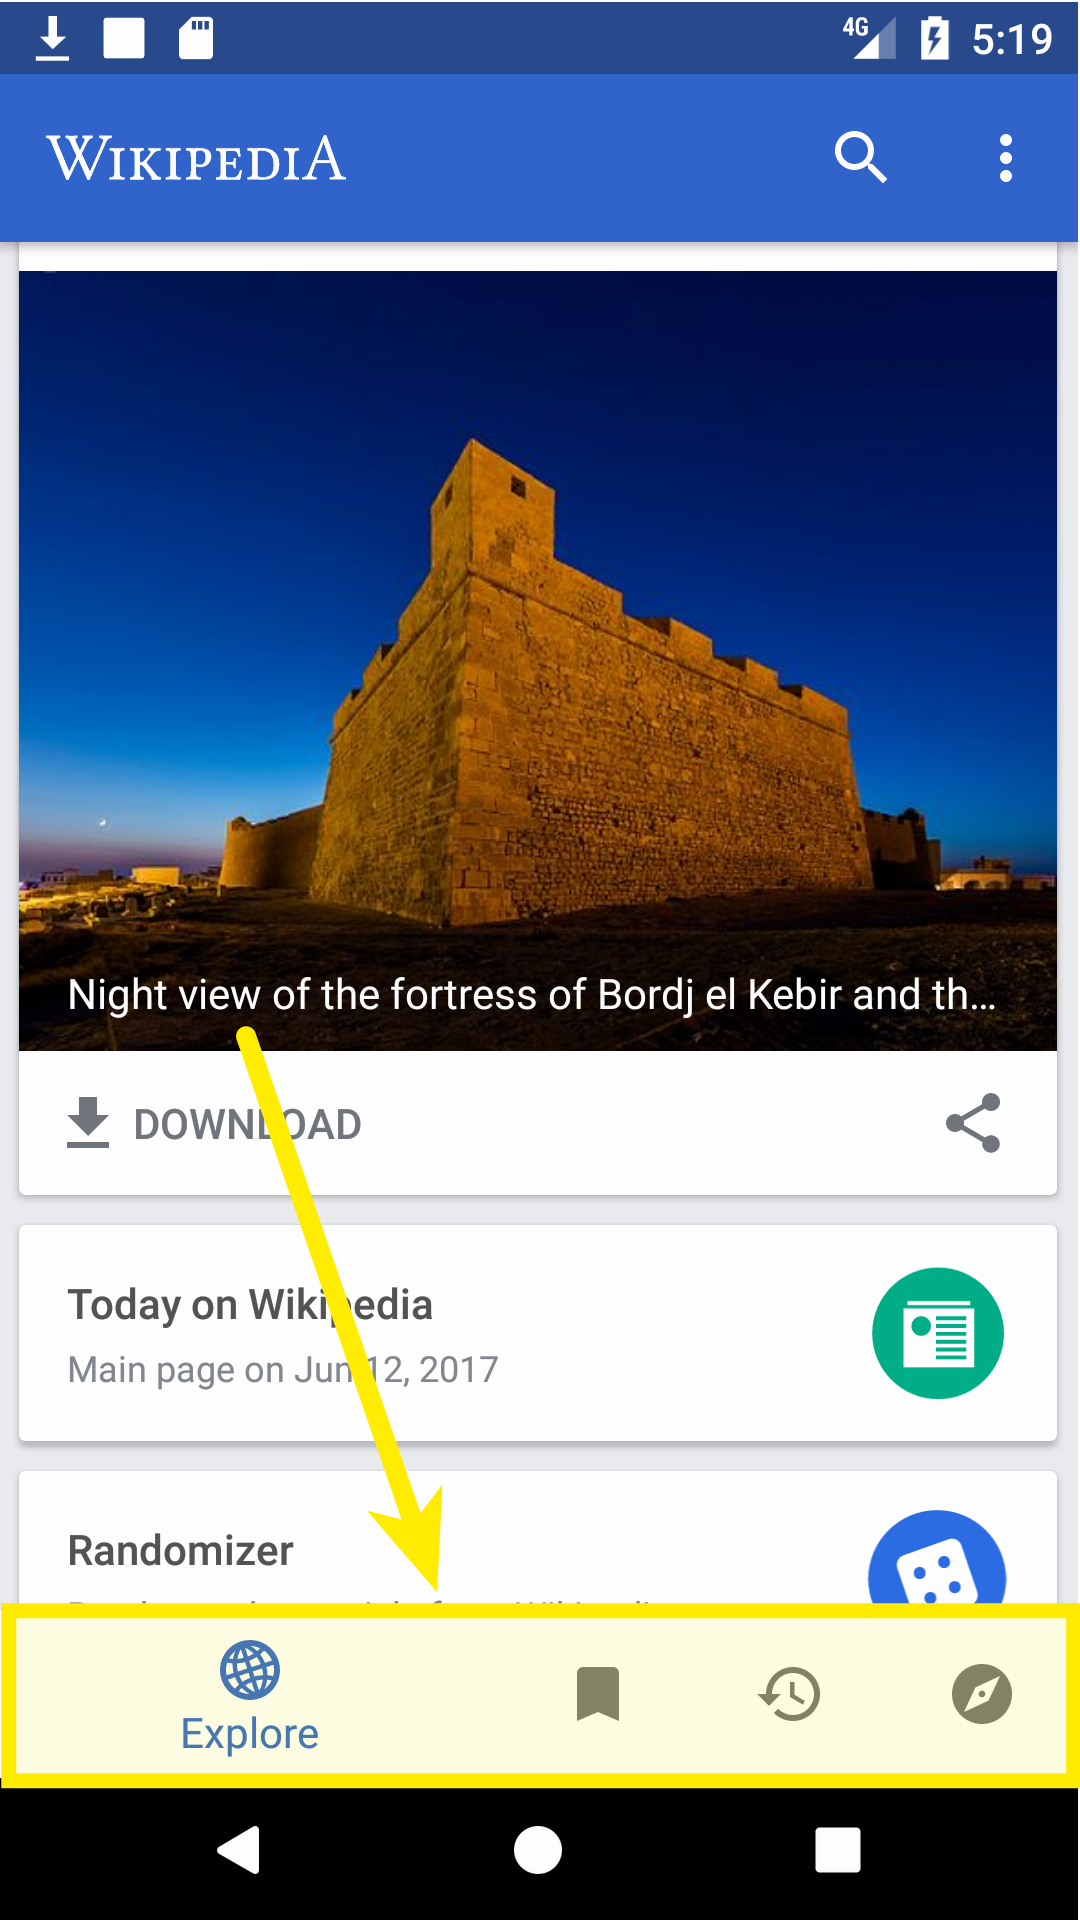 4G 5:19
WIKIPEDIA
Night view of the fortress of Bordj el Kebir and th...
DOWNLOAD
Today on Wikipedia
Main page on Jun 12, 2017
Randomizer
Explore